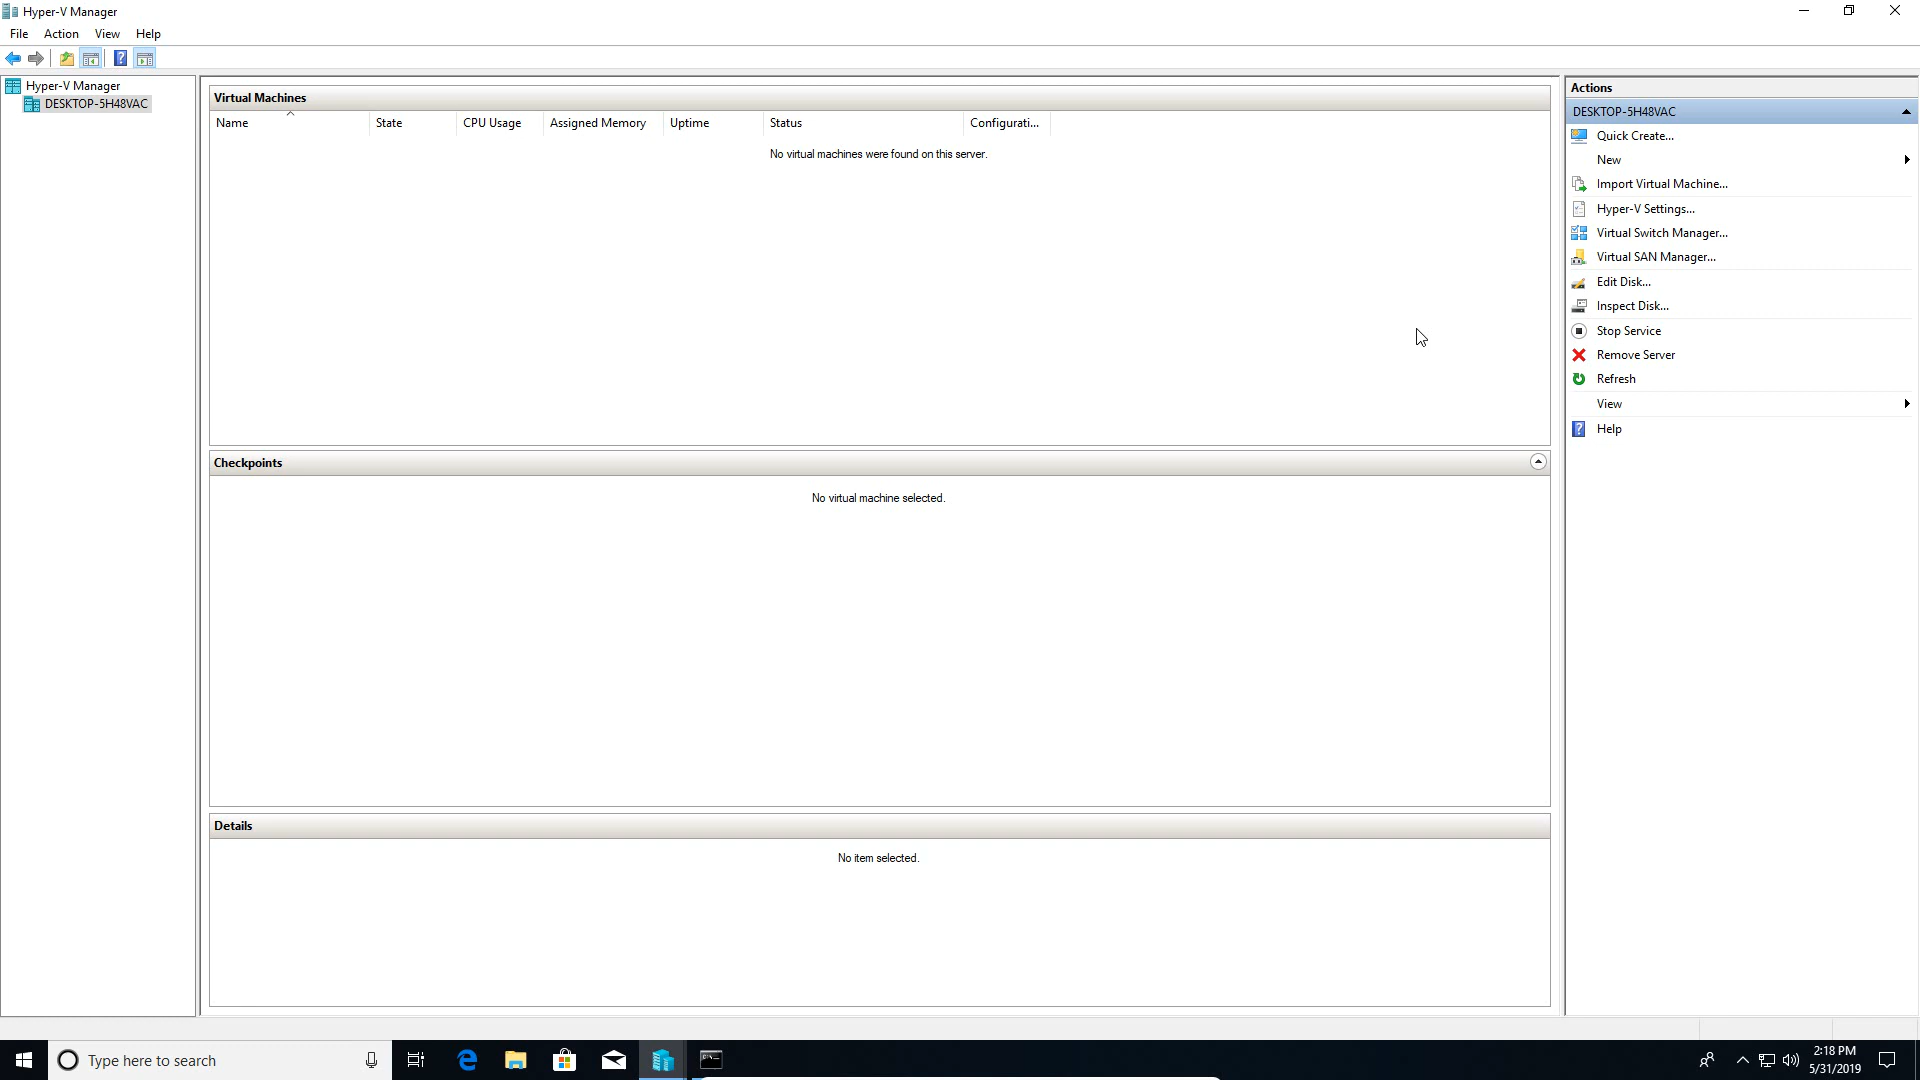 Hyper-V Manager
File Action View Help
Hyper-V Manager
DESKTOP-5H48VAC
Virtual Machines
Name State CPU Usage Assigned Memory Uptime Status Configurati...
No virtual machines were found on this server.
Checkpoints
No virtual machine selected.
Details
No item selected.
Actions
DESKTOP-5H48VAC
Quick Create...
New
Import Virtual Machine...
Hyper-V Settings...
Virtual Switch Manager...
Virtual SAN Manager...
Edit Disk...
Inspect Disk...
Stop Service
Remove Server
Refresh
View
Help
Type here to search
2:18 PM
5/31/2019